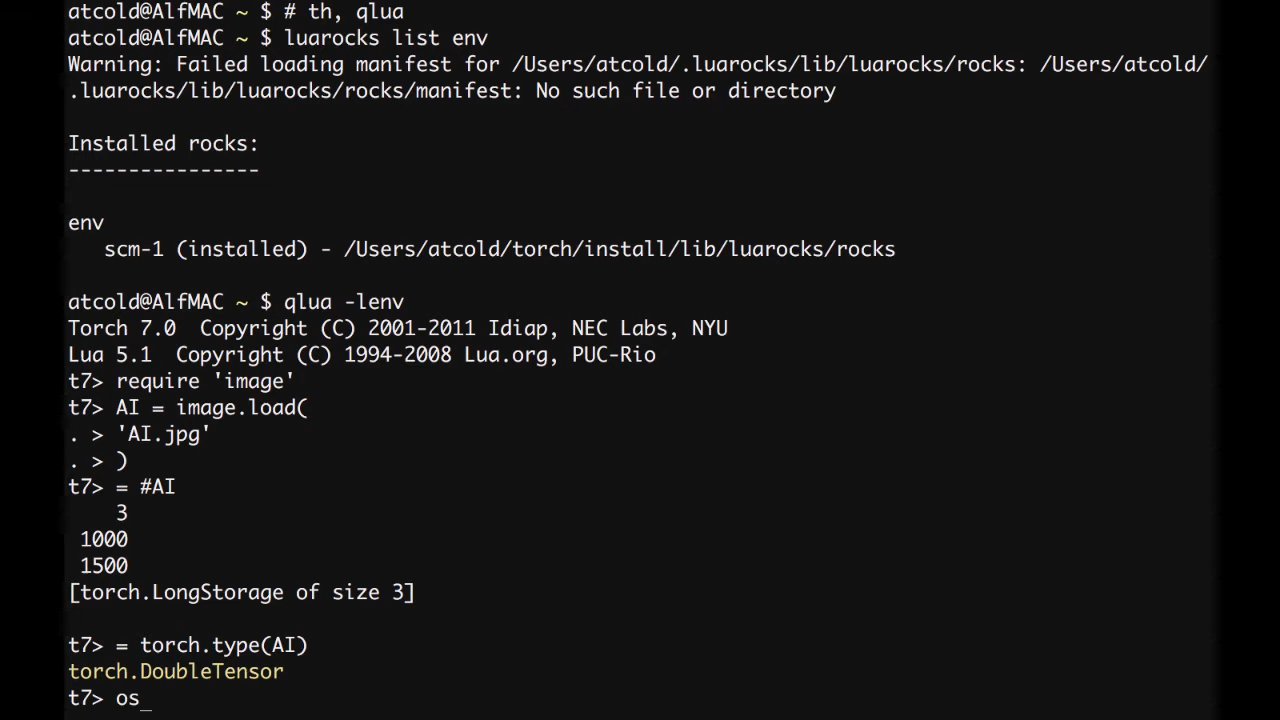 atcold@AlfMAC ~ $ # th, qlua
atcold@AlfMAC ~ $ luarocks list env
Warning: Failed loading manifest for /Users/atcold/.luarocks/lib/luarocks/rocks: /Users/atcold/
.luarocks/lib/luarocks/rocks/manifest: No such file or directory
Installed rocks:
----------------
env
scm-1 (installed) - /Users/atcold/torch/install/lib/luarocks/rocks
atcold@AlfMAC ~ $ qlua -lenv
Torch 7.0  Copyright (C) 2001-2011 Idiap, NEC Labs, NYU
Lua 5.1  Copyright (C) 1994-2008 Lua.org, PUC-Rio
t7> require 'image'
t7> AI = image.load(
. > 'AI.jpg'
. > )
t7> = #AI
3
1000
1500
[torch.LongStorage of size 3]
t7> = torch.type(AI)
torch.DoubleTensor
t7> os_